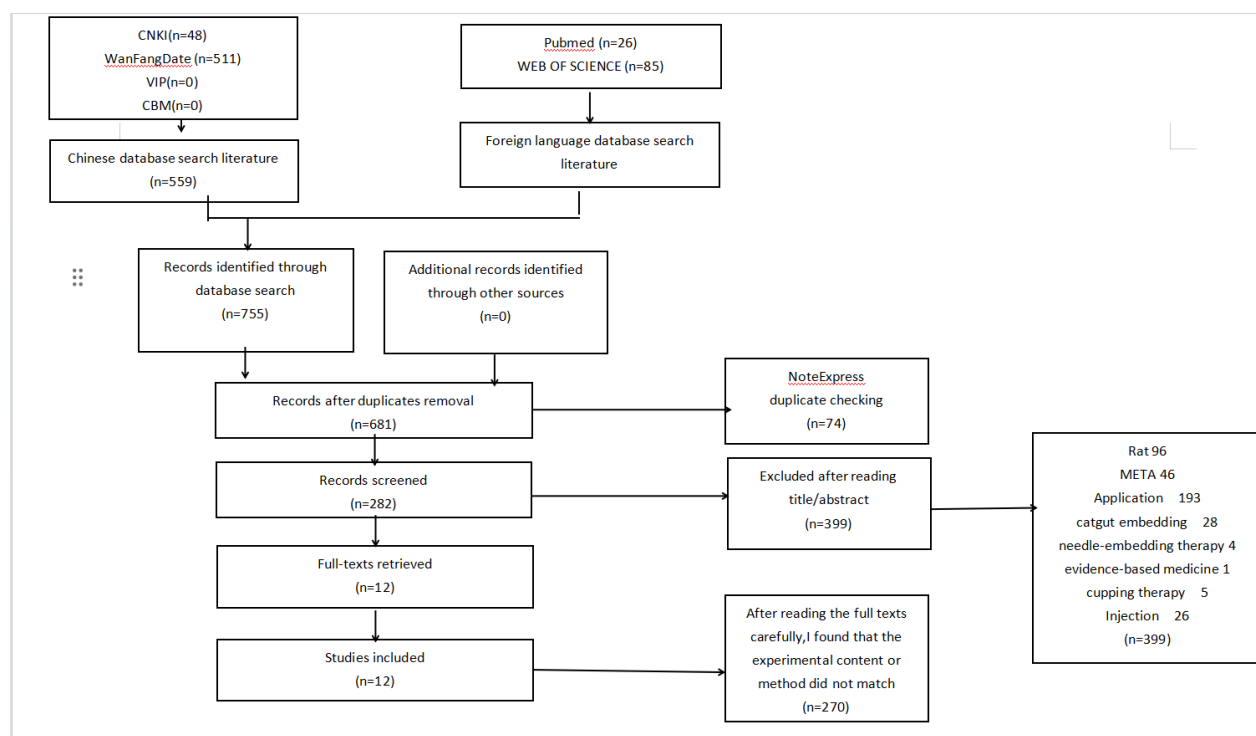 CNKI(n=48)
WanFangDate (n=511)
VIP(n=0)
CBM(n=0)
Pubmed (n=26)
WEB OF SCIENCE (n=85)
Chinese database search literature
(n=559)
Foreign language database search
literature
Records identified through
database search
(n=755)
Additional records identified
through other sources
(n=0)
Records after duplicates removal
(n=681)
NoteExpress
duplicate checking
(n=74)
Records screened
(n=282)
Excluded after reading
title/abstract
(n=399)
Rat 96
META 46
Application 193
catgut embedding 28
needle-embedding therapy 4
evidence-based medicine 1
cupping therapy 5
Injection 26
(n=399)
Full-texts retrieved
(n=12)
Studies included
(n=12)
After reading the full texts
carefully,I found that the
experimental content or
method did not match
(n=270)